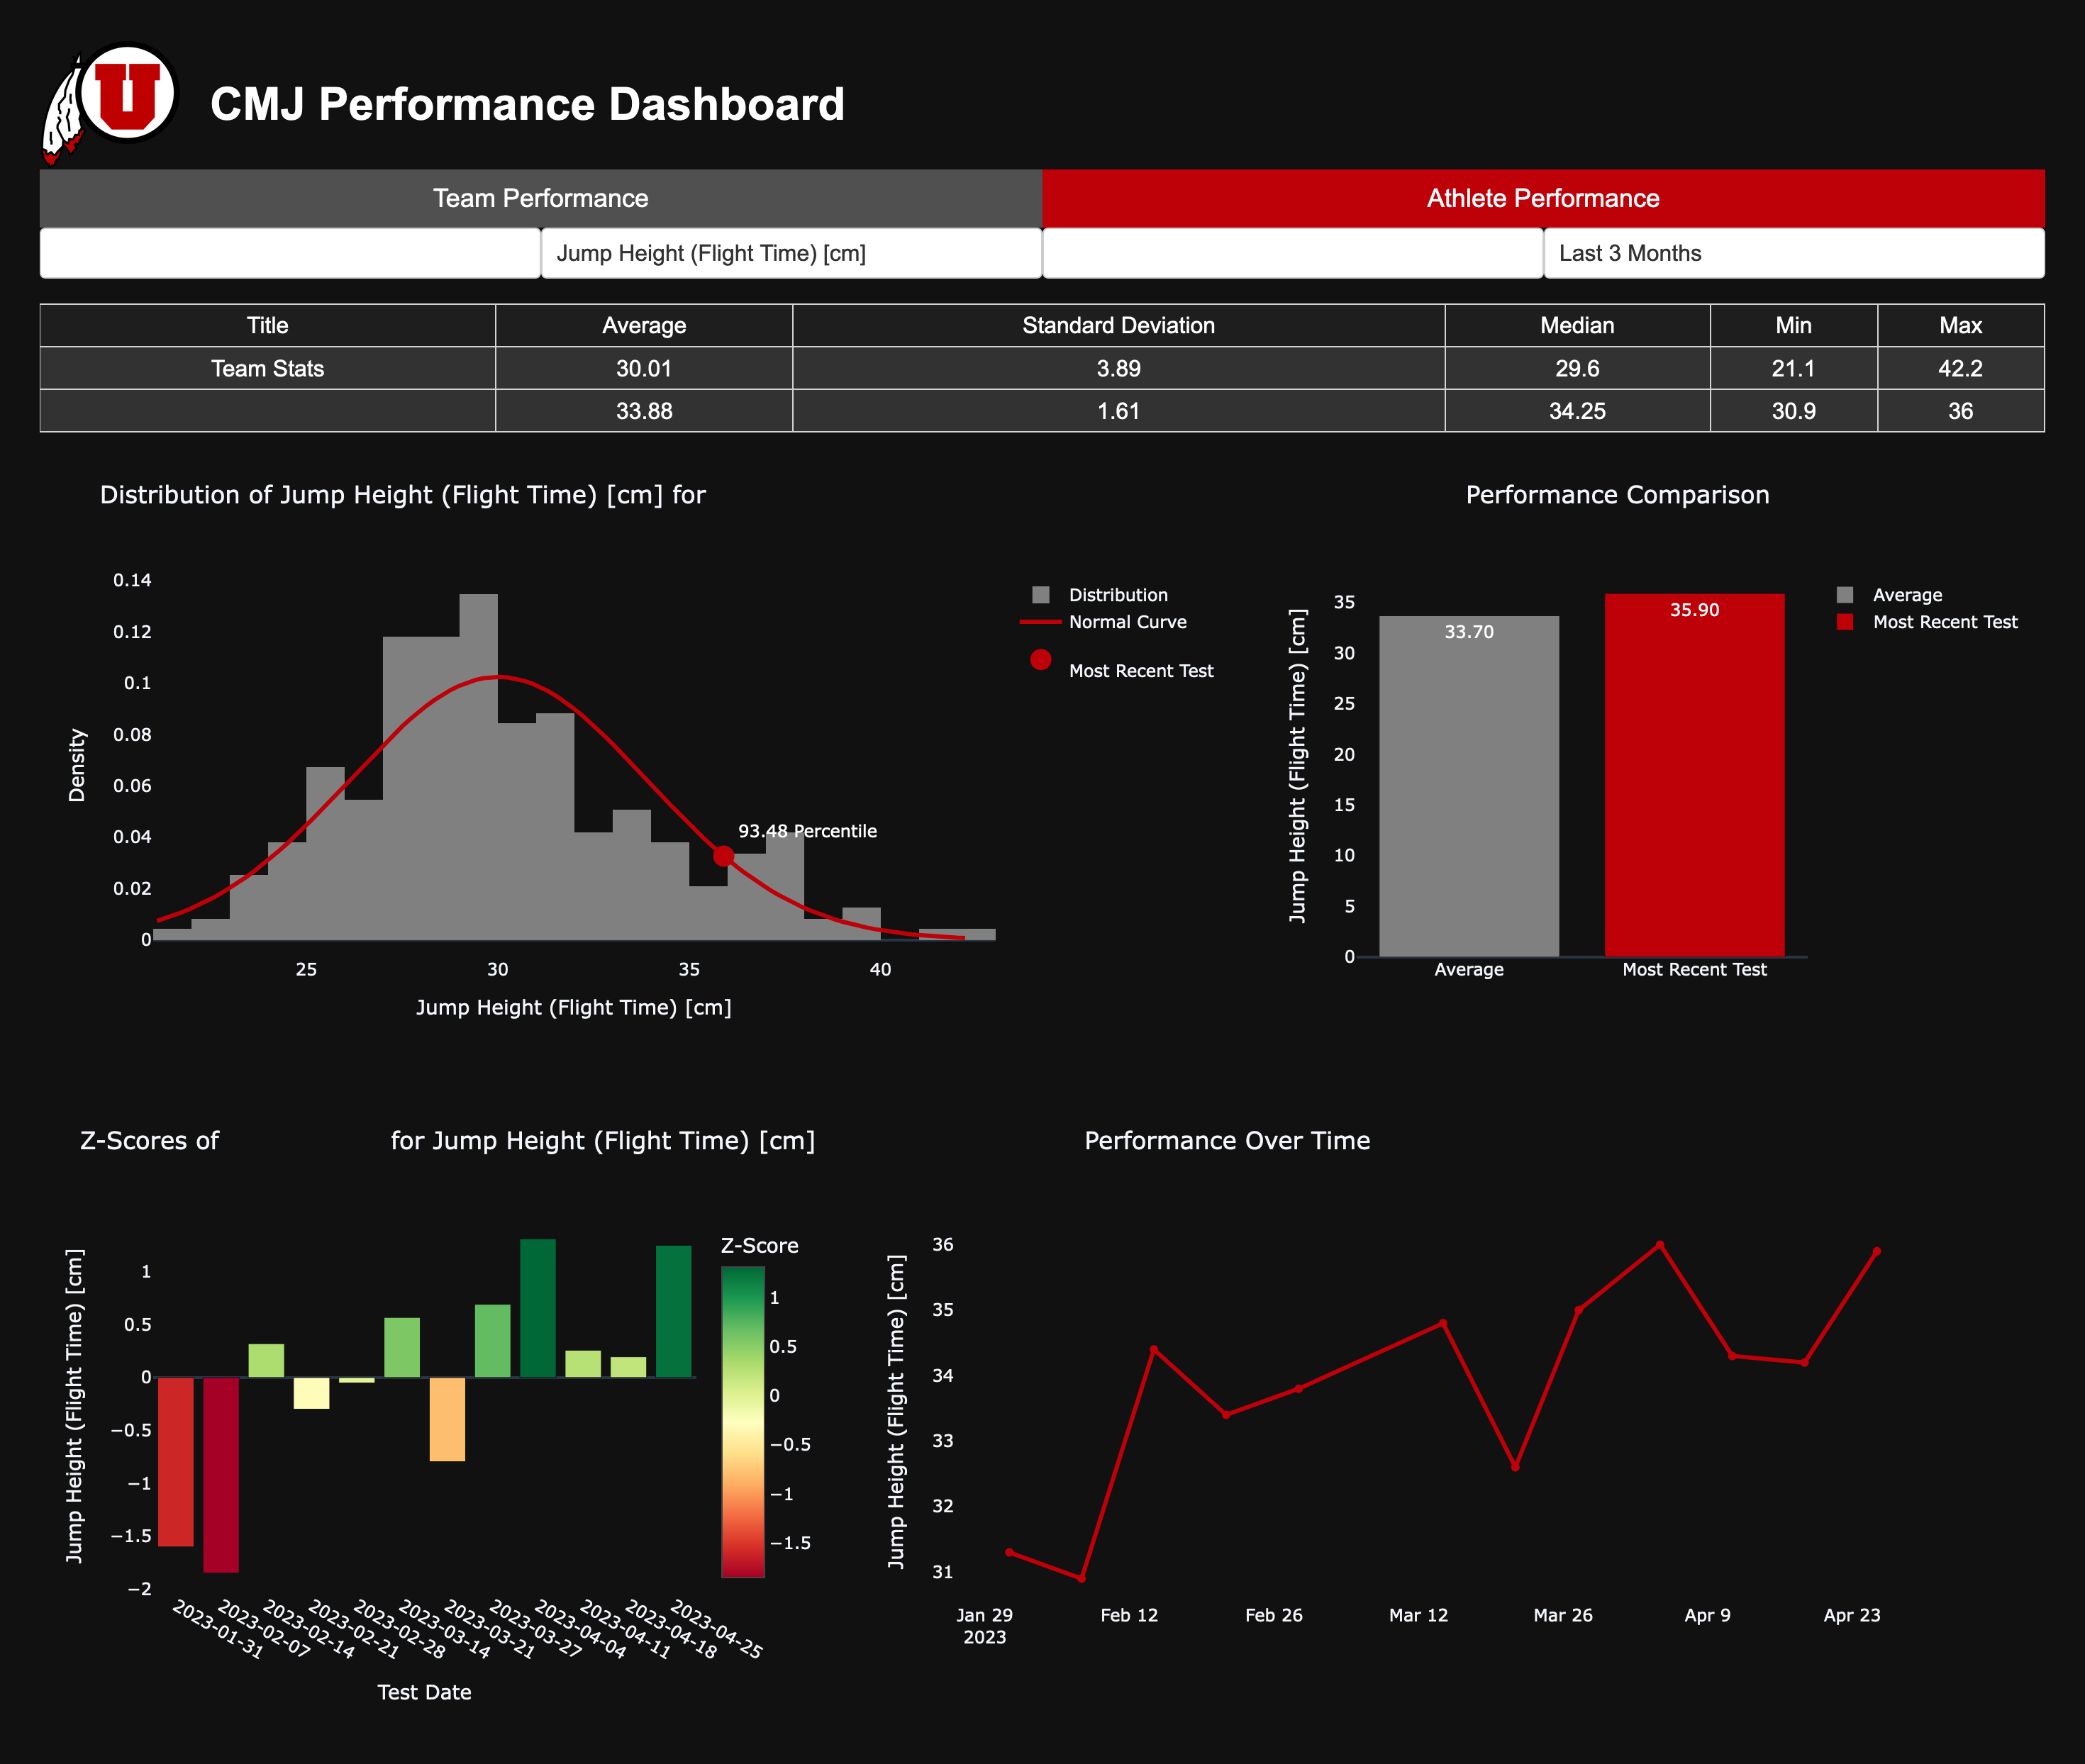 U
CMJ Performance Dashboard
Team Performance Athlete Performance
Jump Height (Flight Time) [cm] Last 3 Months
Title Average Standard Deviation Median Min Max
Team Stats 30.01 3.89 29.6 21.1 42.2
33.88 1.61 34.25 30.9 36
Distribution of Jump Height (Flight Time) [cm] for
Density
0.14
0.12
0.1
0.08
0.06
0.04
0.02
0
93.48 Percentile
25 30 35 40
Jump Height (Flight Time) [cm]
Distribution
Normal Curve
Most Recent Test
Performance Comparison
Jump Height (Flight Time) [cm]
35
30
25
20
15
10
5
0
33.70
35.90
Average Most Recent Test
Average
Most Recent Test
Z-Scores of for Jump Height (Flight Time) [cm]
Jump Height (Flight Time) [cm]
1
0.5
0
−0.5
−1
−1.5
−2
2023-01-31
2023-02-07
2023-02-14
2023-02-21
2023-02-28
2023-03-14
2023-03-21
2023-03-27
2023-04-04
2023-04-11
2023-04-18
2023-04-25
Test Date
Z-Score
1
0.5
0
−0.5
−1
−1.5
Performance Over Time
Jump Height (Flight Time) [cm]
36
35
34
33
32
31
Jan 29 Feb 12 Feb 26 Mar 12 Mar 26 Apr 9 Apr 23
2023